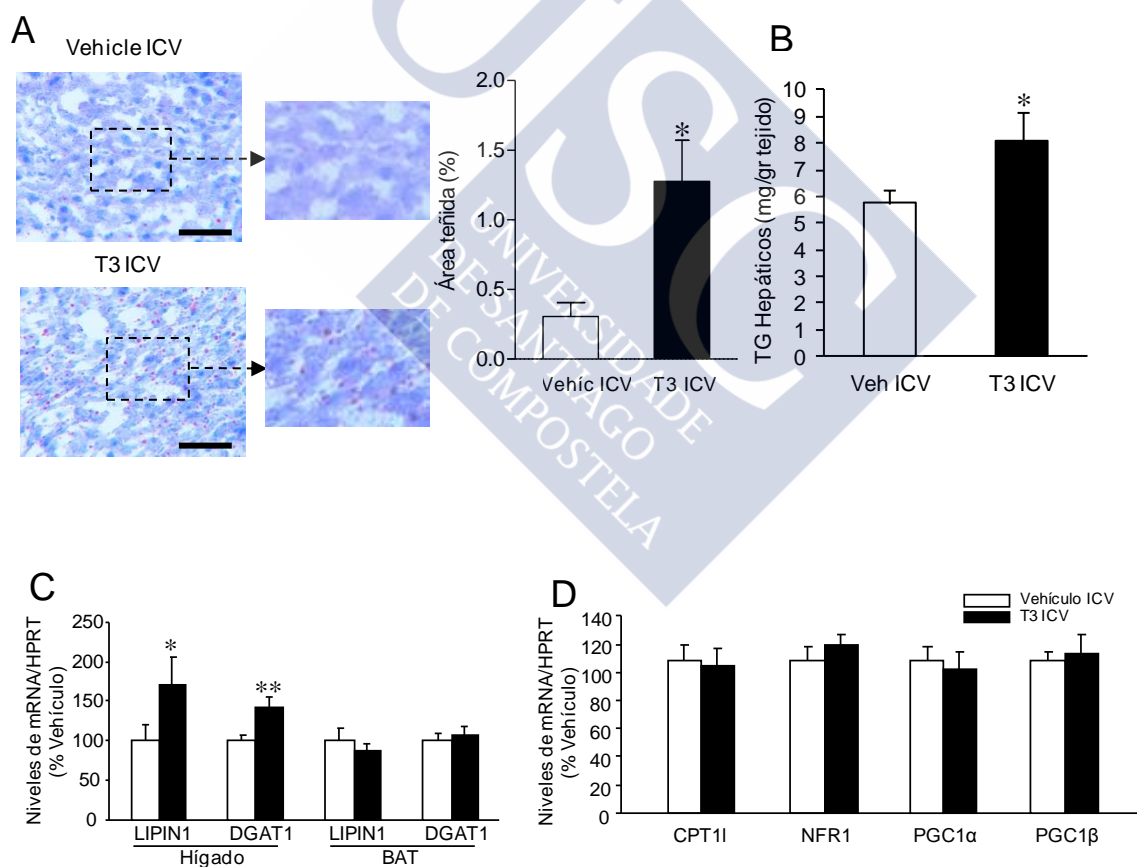 A
Vehicle ICV
T3 ICV
Área teñida (%)
2.0
1.5
1.0
0.5
0.0
*
Vehíc ICV
T3 ICV
B
TG Hepáticos (mg/gr tejido)
10
9
8
7
6
5
4
3
2
1
0
*
Veh ICV
T3 ICV
USC
UNIVERSIDADE
DE SANTIAGO
DE COMPOSTELA
C
Niveles de mRNA/HPRT
(% Vehículo)
250
200
150
100
50
0
*
**
LIPIN1
DGAT1
LIPIN1
DGAT1
Hígado
BAT
D
Vehículo ICV
T3 ICV
Niveles de mRNA/HPRT
(% Vehículo)
140
120
100
80
60
40
20
0
CPT1l
NFR1
PGC1α
PGC1β